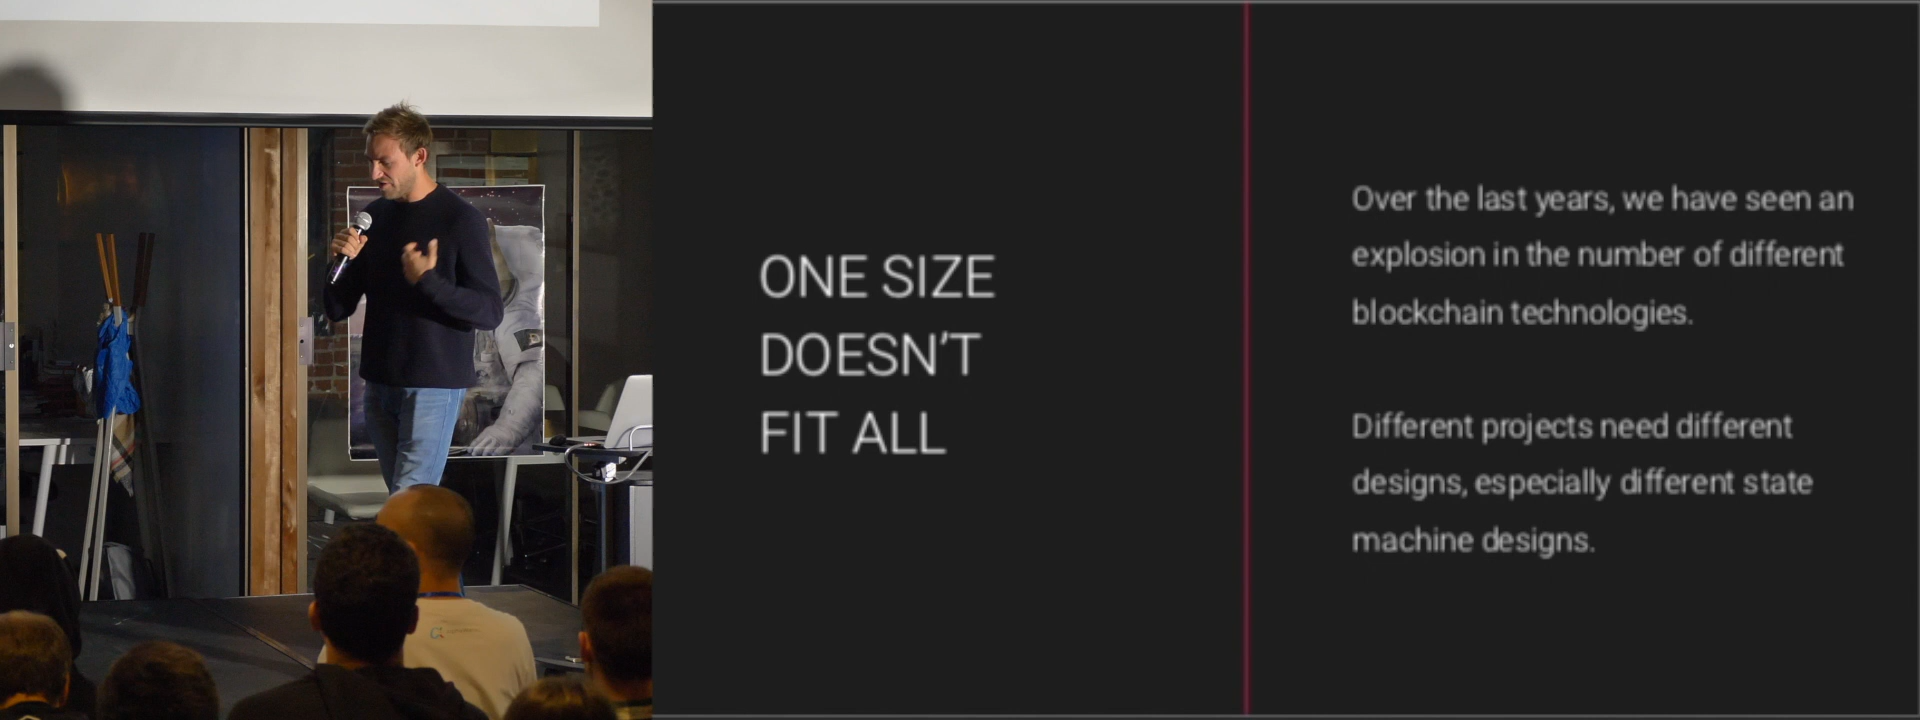 ONE SIZE
DOESN’T
FIT ALL
Over the last years, we have seen an
explosion in the number of different
blockchain technologies.
Different projects need different
designs, especially different state
machine designs.